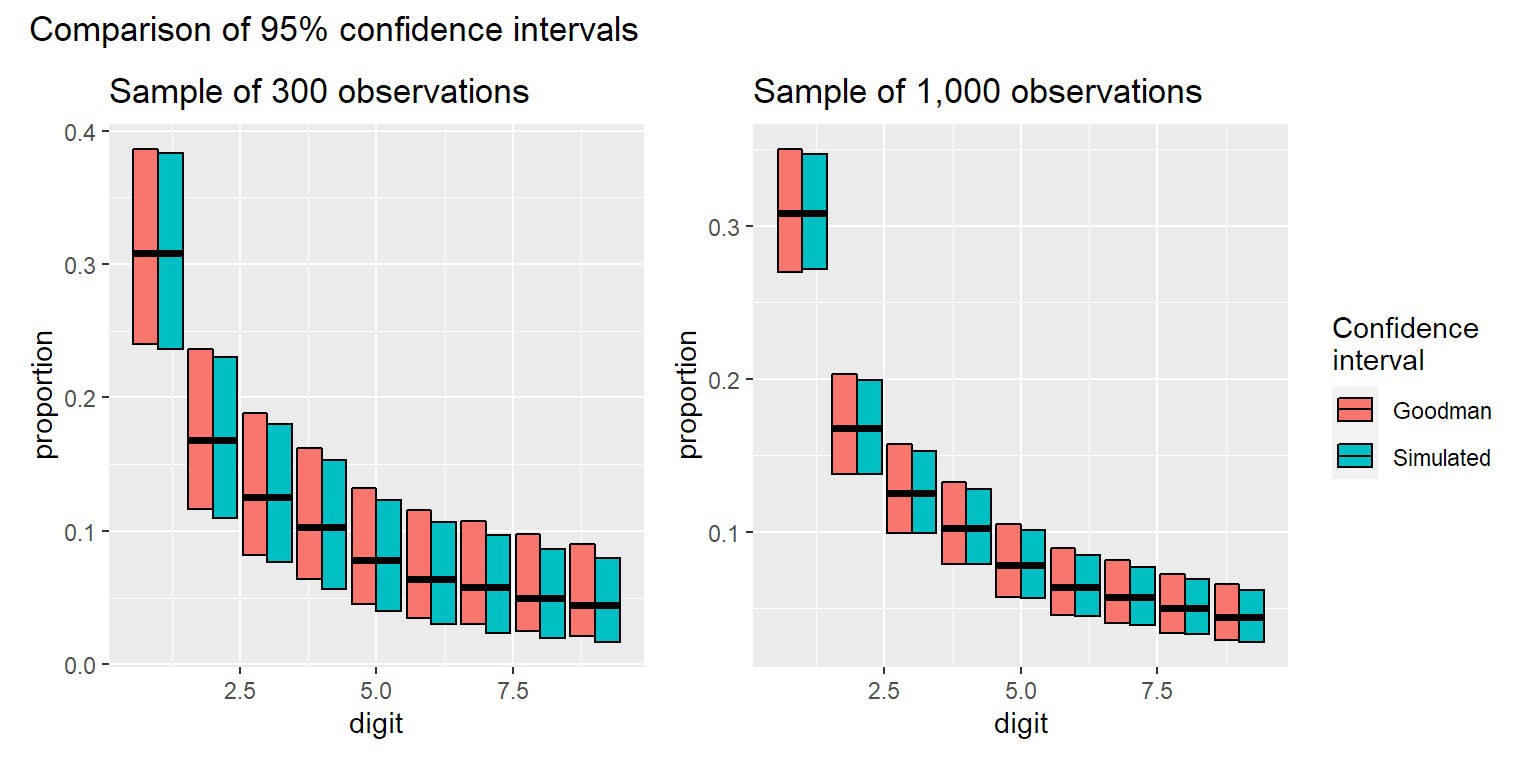 Comparison of 95% confidence intervals
Sample of 300 observations
0.4
0.3
0.2
0.1
0.0
proportion
2.5 5.0 7.5
digit
Sample of 1,000 observations
0.3
0.2
0.1
proportion
2.5 5.0 7.5
digit
Confidence
interval
Goodman
Simulated